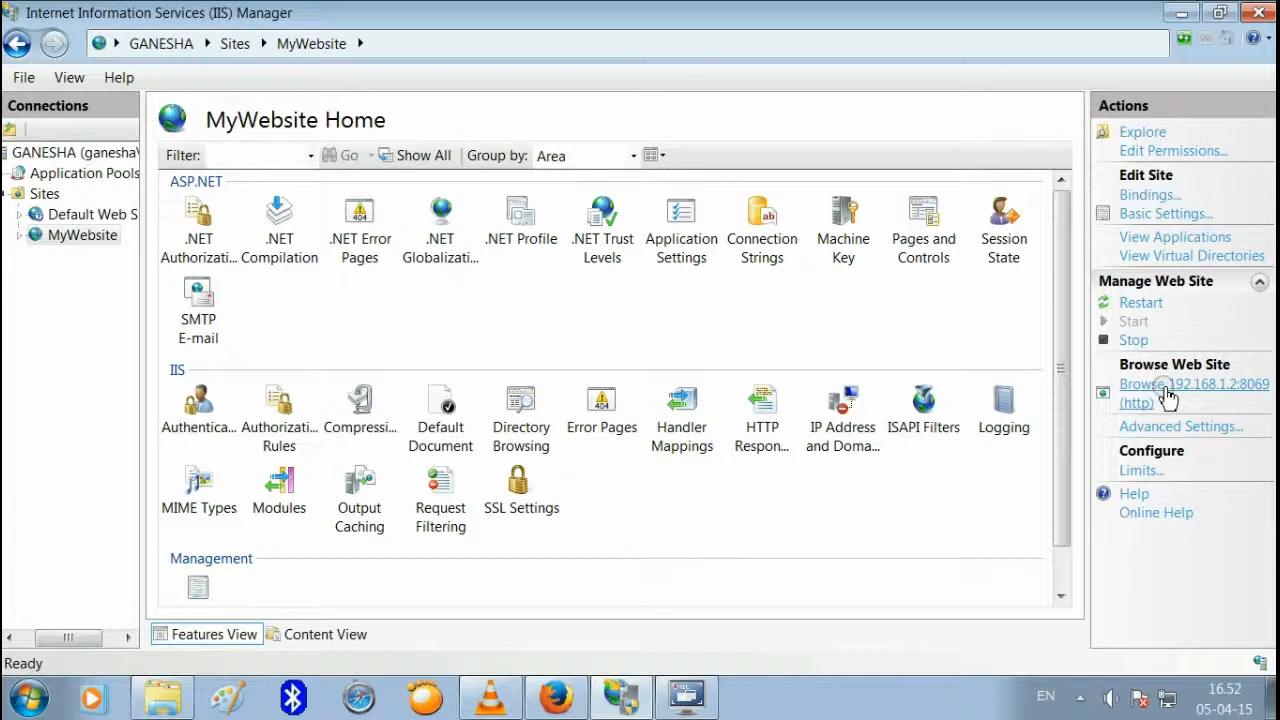 Internet Information Services (IIS) Manager
GANESHA Sites MyWebsite
File View Help
Connections
GANESHA (ganesha\
Application Pools
Sites
Default Web S
MyWebsite
MyWebsite Home
Filter: Go Show All Group by: Area
ASP.NET
.NET Authorizati...
.NET Compilation
.NET Error Pages
.NET Globalizati...
.NET Profile
.NET Trust Levels
Application Settings
Connection Strings
Machine Key
Pages and Controls
Session State
SMTP E-mail
IIS
Authentica...
Authorizati... Rules
Compressi...
Default Document
Directory Browsing
Error Pages
Handler Mappings
HTTP Respon...
IP Address and Doma...
ISAPI Filters
Logging
MIME Types
Modules
Output Caching
Request Filtering
SSL Settings
Management
Features View Content View
Actions
Explore
Edit Permissions...
Edit Site
Bindings...
Basic Settings...
View Applications
View Virtual Directories
Manage Web Site
Restart
Start
Stop
Browse Web Site
Browse 192.168.1.2:8069
(http)
Advanced Settings...
Configure
Limits...
Help
Online Help
Ready
EN
16.52
05-04-15